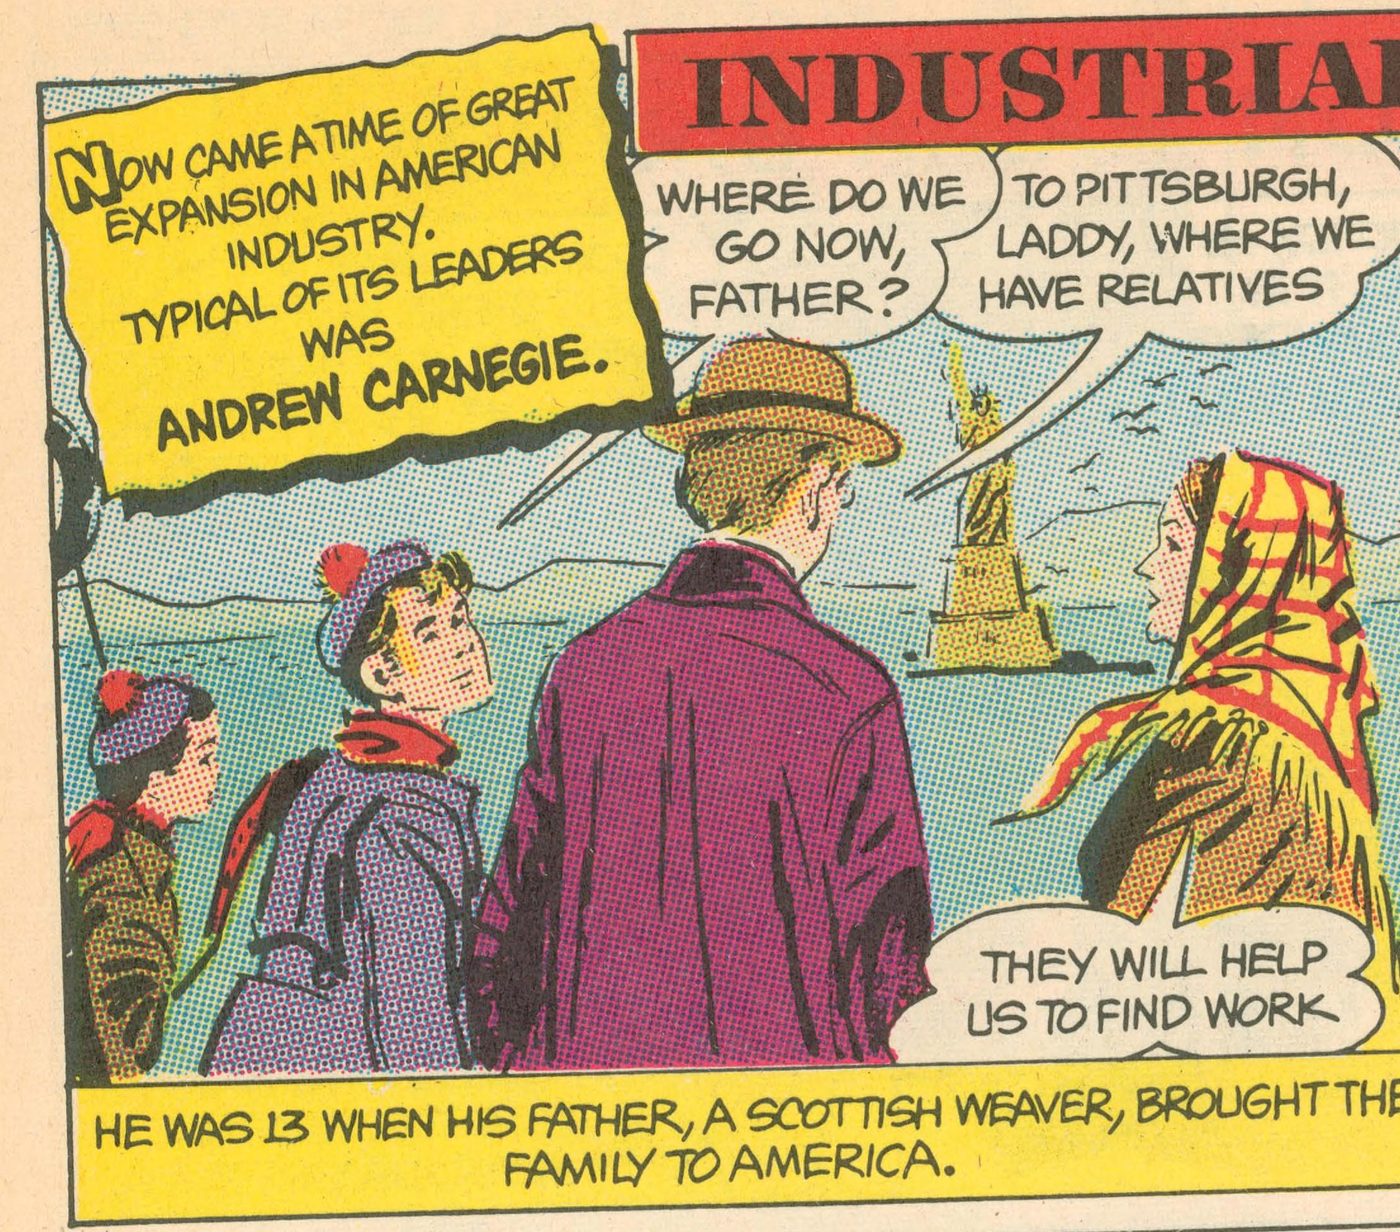 NOW CAME A TIME OF GREAT
EXPANSION IN AMERICAN
INDUSTRY.
TYPICAL OF ITS LEADERS
WAS
ANDREW CARNEGIE.
INDUSTRIAL
WHERE DO WE
GO NOW,
FATHER?
TO PITTSBURGH,
LADDY, WHERE WE
HAVE RELATIVES
THEY WILL HELP
US TO FIND WORK
HE WAS 13 WHEN HIS FATHER, A SCOTTISH WEAVER, BROUGHT THE
FAMILY TO AMERICA.